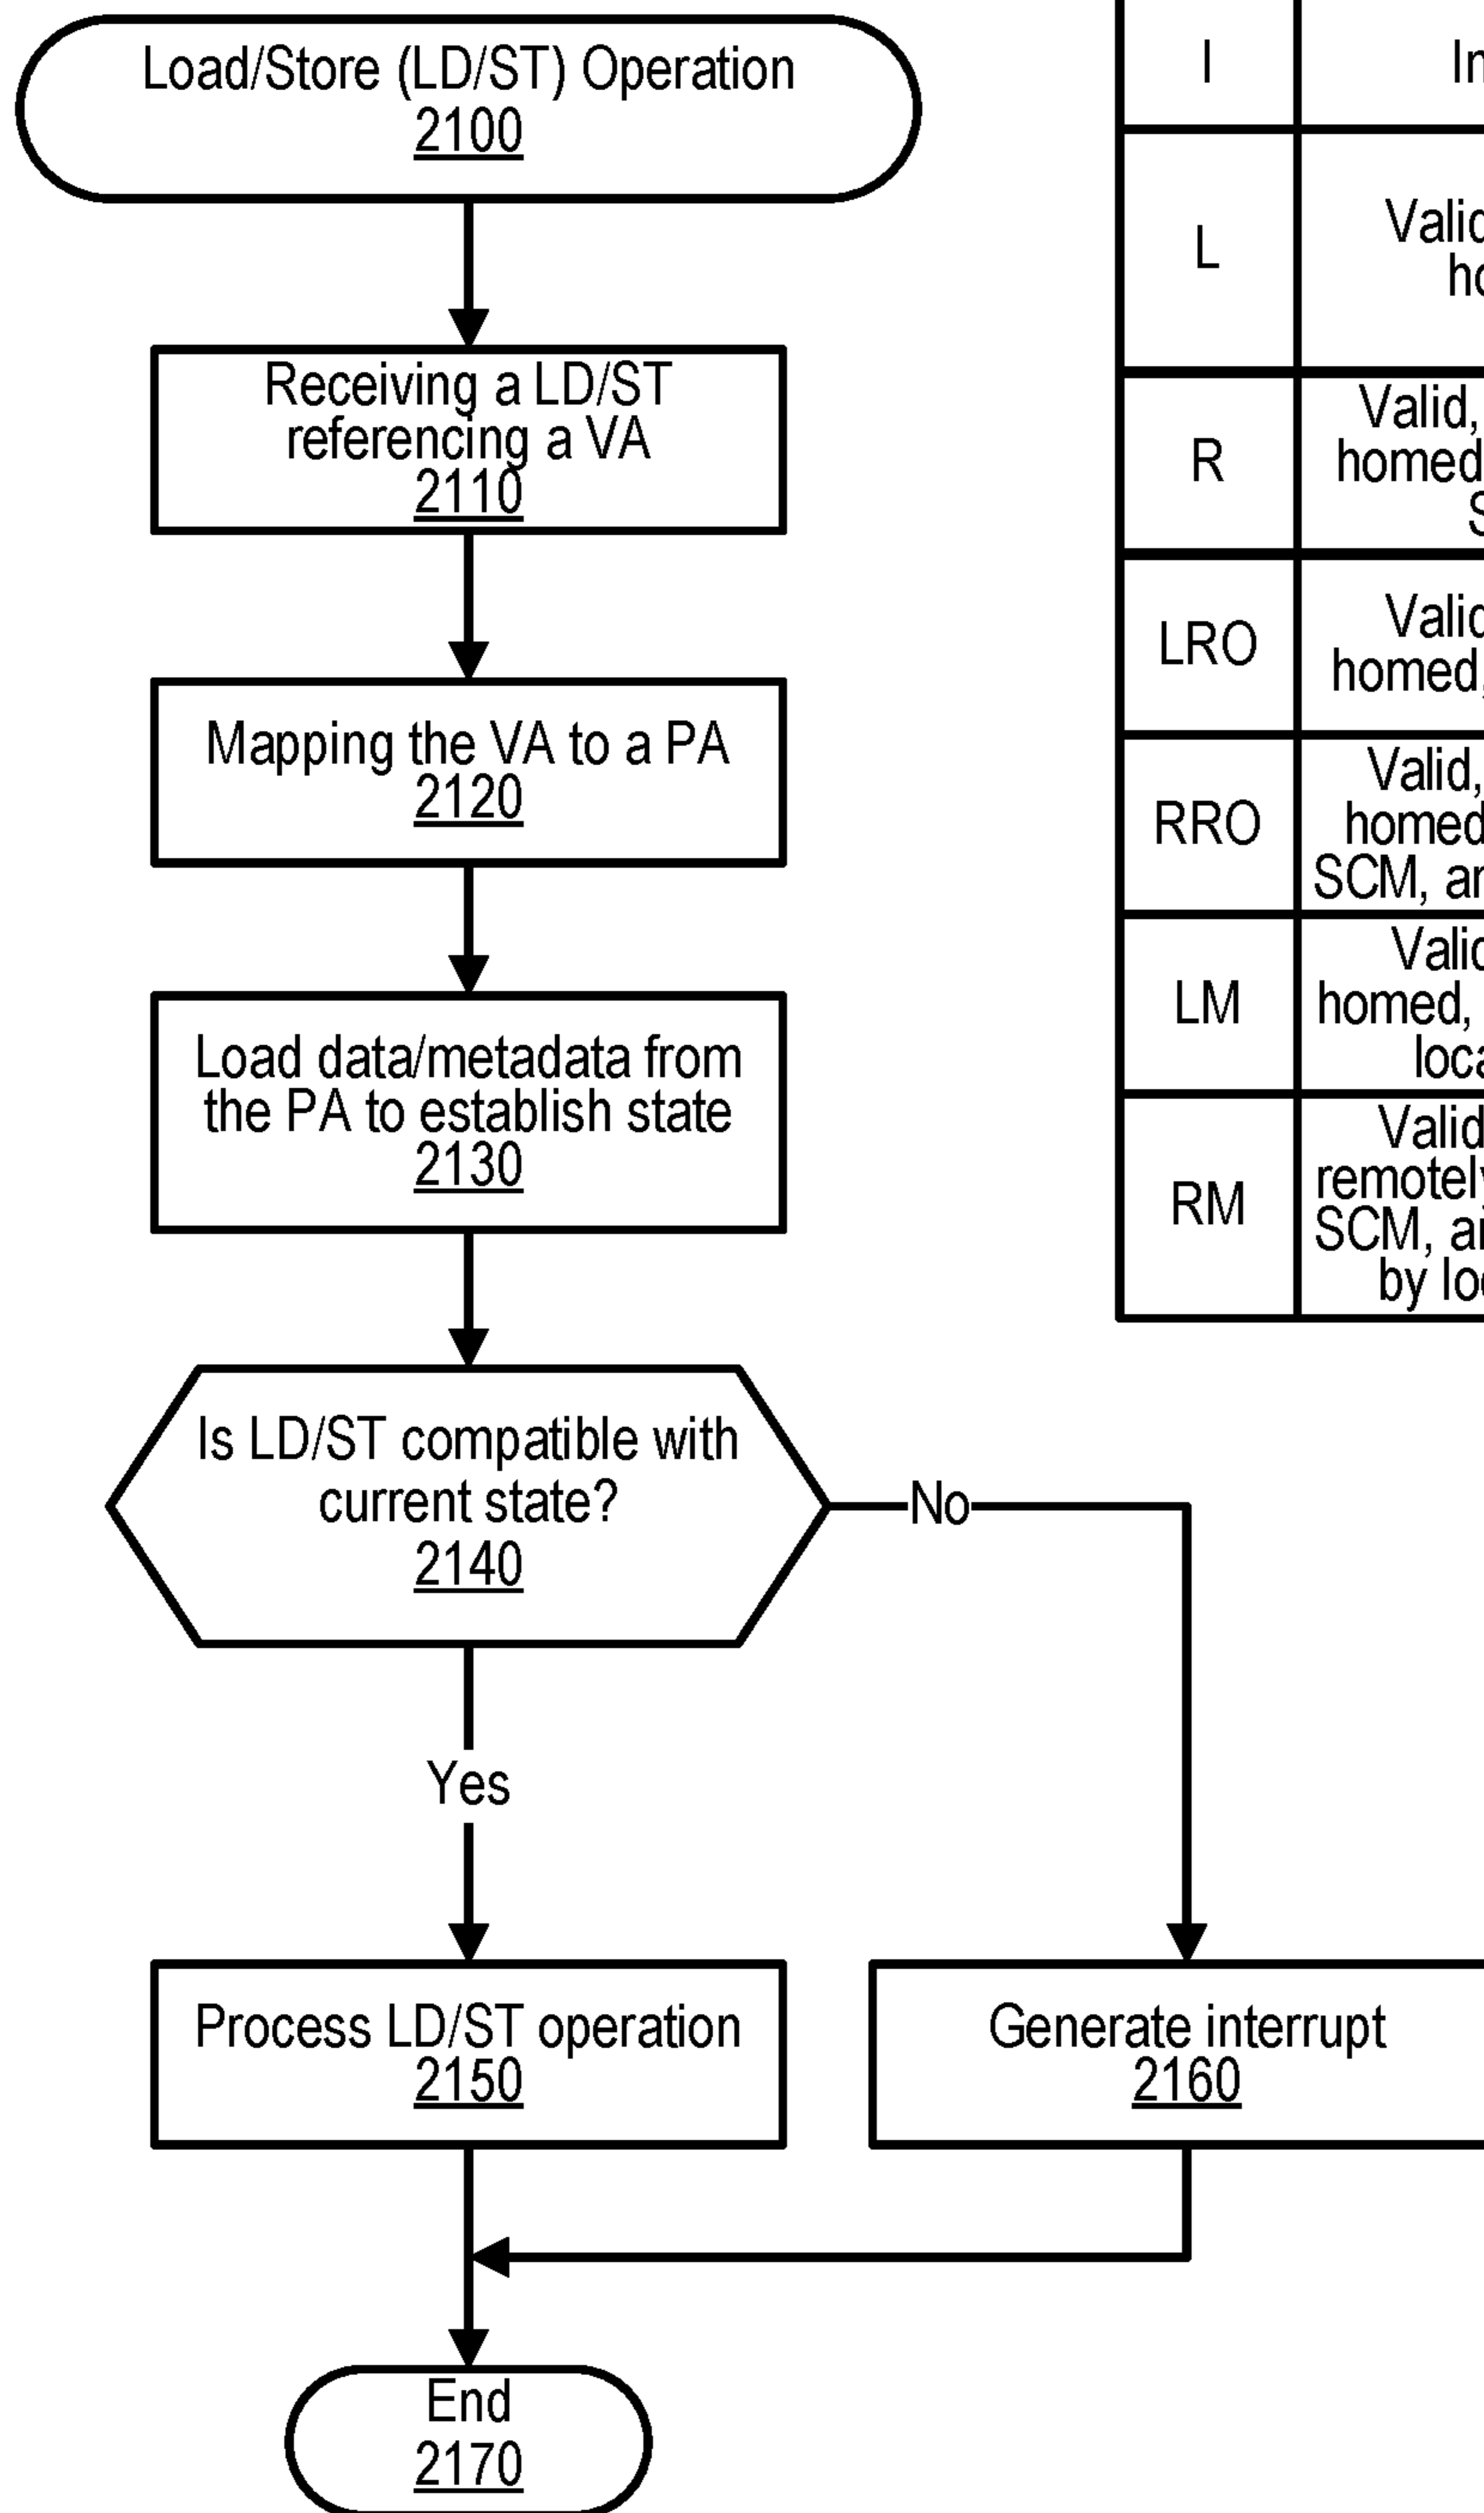 Load/Store (LD/ST) Operation
2100
Receiving a LD/ST
referencing a VA
2110
Mapping the VA to a PA
2120
Load data/metadata from
the PA to establish state
2130
Is LD/ST compatible with
current state?
2140
No
Yes
Process LD/ST operation
2150
Generate interrupt
2160
End
2170
I
L
R
Valid,
homed
LRO
homed,
RRO
Valid,
homed
SCM,
LM
homed,
RM
Valid
SCM,
by